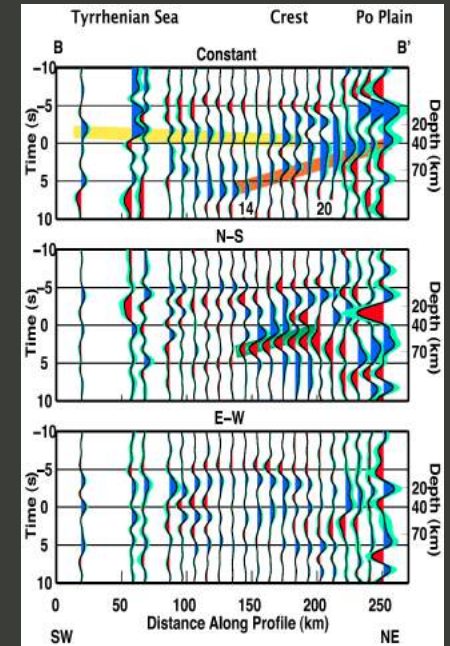 Tyrrhenian Sea Crest Po Plain
B Constant B'
-10
-5
0
5
10
Time (s)
20
40
70
Depth (km)
14 20
N-S
-10
-5
0
5
10
Time (s)
20
40
70
Depth (km)
E-W
-10
-5
0
5
10
Time (s)
20
40
70
Depth (km)
0 50 100 150 200 250
Distance Along Profile (km)
SW NE